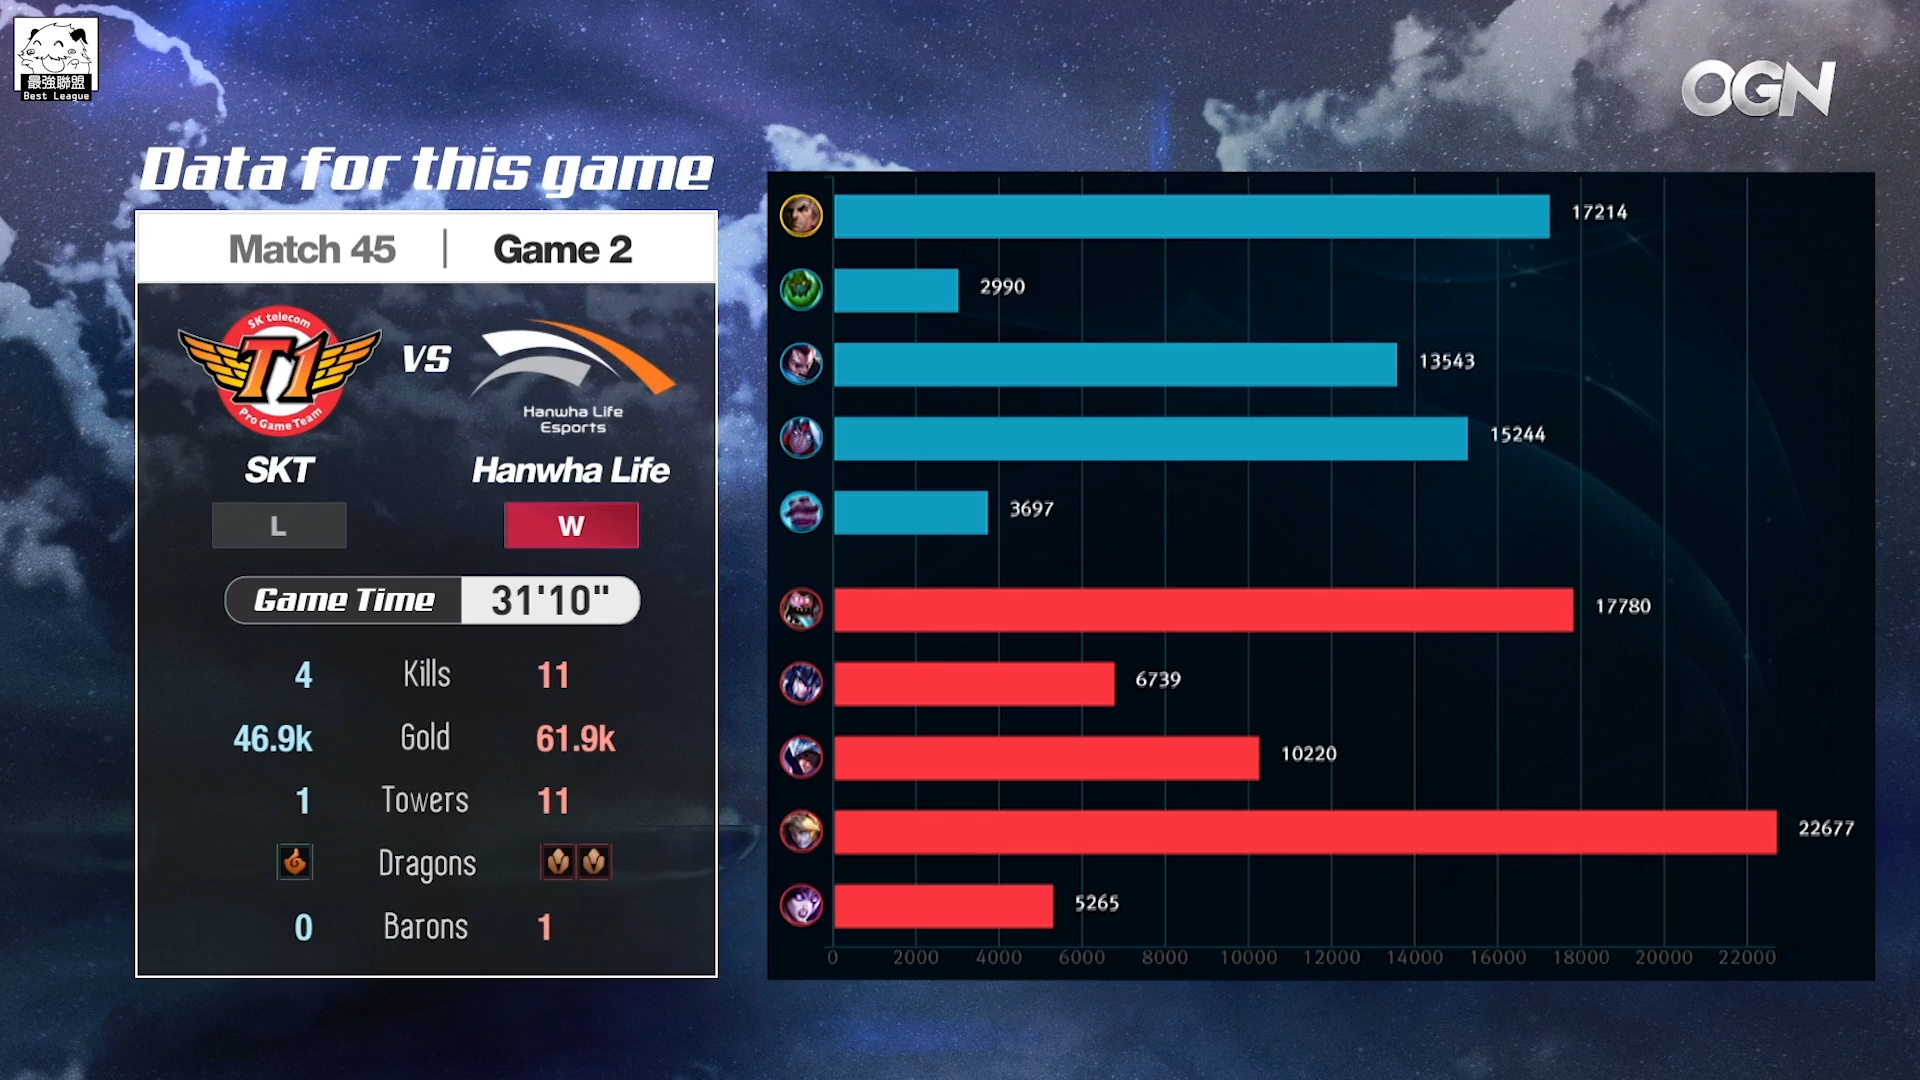 最強聯盟
Best League
OGN
Data for this game
Match 45 | Game 2
SK telecom
T1
Pro Game Team
VS
Hanwha Life
Esports
SKT
Hanwha Life
L
W
Game Time 31'10"
4 Kills 11
46.9k Gold 61.9k
1 Towers 11
Dragons
0 Barons 1
17214
2990
13543
15244
3697
17780
6739
10220
22677
5265
0 2000 4000 6000 8000 10000 12000 14000 16000 18000 20000 22000